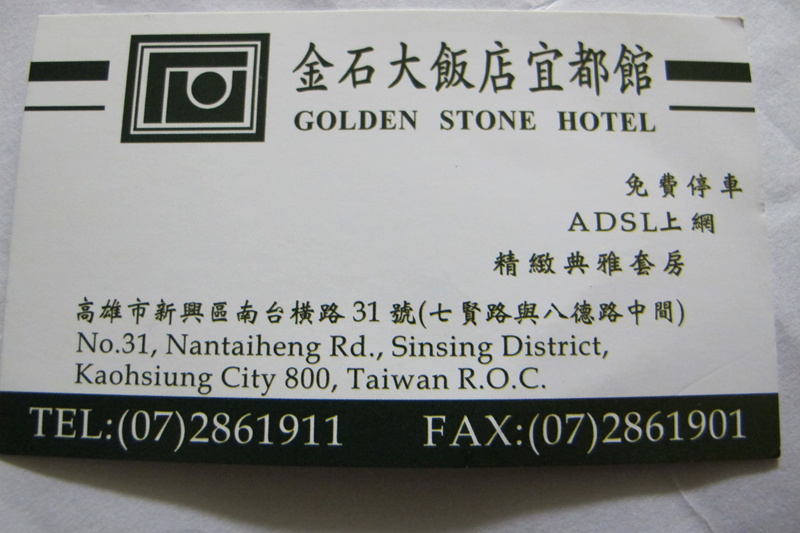 金石大飯店宜都館
GOLDEN STONE HOTEL
免費停車
ADSL上網
精緻典雅套房
高雄市新興區南台橫路31號(七賢路與八德路中間)
No.31, Nantaiheng Rd., Sinsing District,
Kaohsiung City 800, Taiwan R.O.C.
TEL:(07)2861911 FAX:(07)2861901